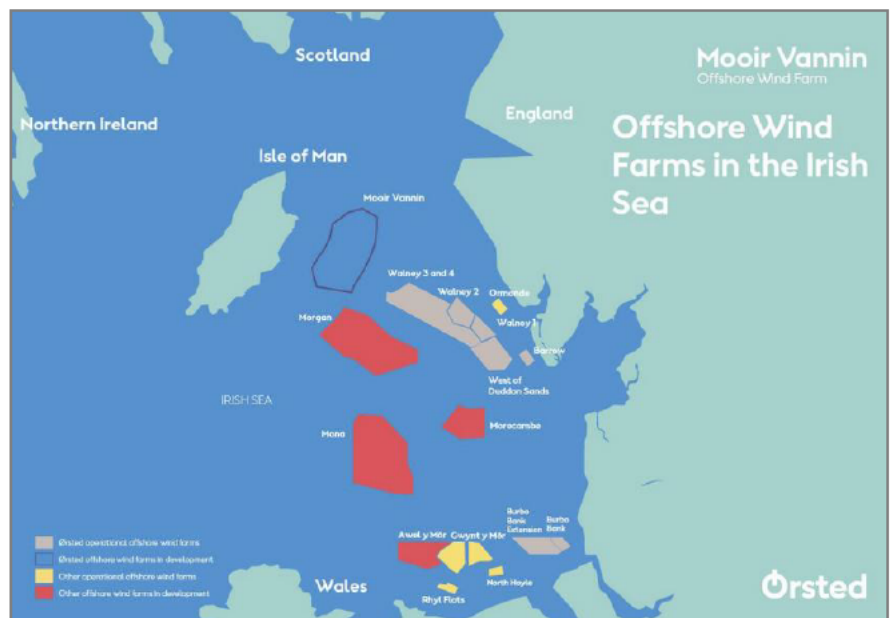 Scotland
Mooir Vannin
Offshore Wind Farm
England
Offshore Wind
Farms in the Irish
Sea
Northern Ireland
Isle of Man
Mooir Vannin
Walney 3 and 4
Walney 2
Ormonde
Walney 1
Morgan
Barrow
West of
Duddon Sands
IRISH SEA
Mona
Morecambe
Burbo
Bank
Extension
Burbo
Bank
Awel y Môr
Gwynt y Môr
North Hoyle
Rhyl Flats
Wales
Ørsted operational offshore wind farms
Ørsted offshore wind farms in development
Other operational offshore wind farms
Other offshore wind farms in development
Ørsted